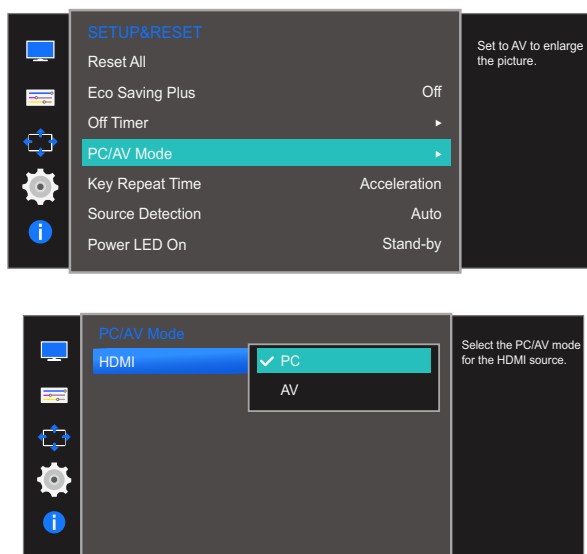 SETUP&RESET
Reset All
Eco Saving Plus Off
Off Timer
PC/AV Mode
Key Repeat Time Acceleration
Source Detection Auto
Power LED On Stand-by
Set to AV to enlarge
the picture.
PC/AV Mode
HDMI PC
AV
Select the PC/AV mode
for the HDMI source.